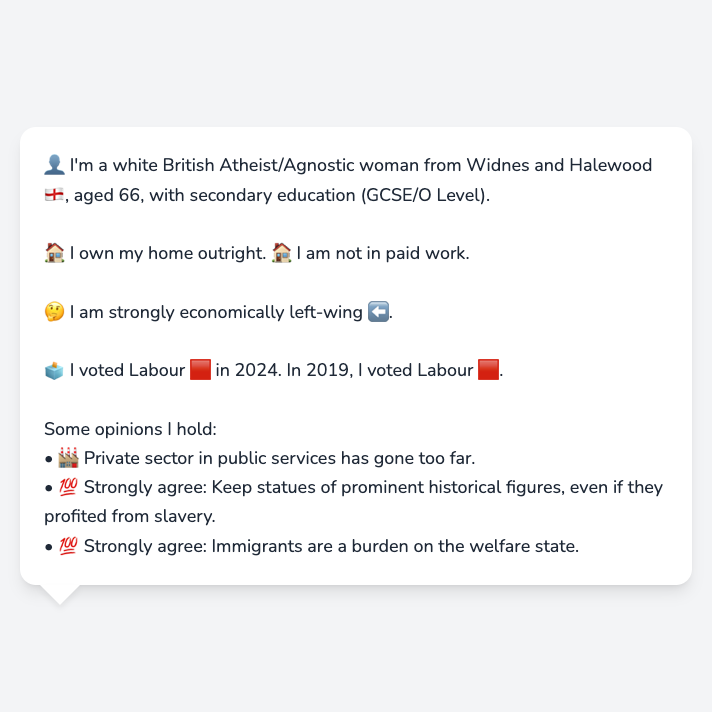 👤 I'm a white British Atheist/Agnostic woman from Widnes and Halewood
🏴󠁧󠁢󠁥󠁮󠁧󠁿, aged 66, with secondary education (GCSE/O Level).
🏠 I own my home outright. 🏠 I am not in paid work.
🤔 I am strongly economically left-wing ⬅️.
🗳️ I voted Labour 🟥 in 2024. In 2019, I voted Labour 🟥.
Some opinions I hold:
• 🏭 Private sector in public services has gone too far.
• 💯 Strongly agree: Keep statues of prominent historical figures, even if they
profited from slavery.
• 💯 Strongly agree: Immigrants are a burden on the welfare state.